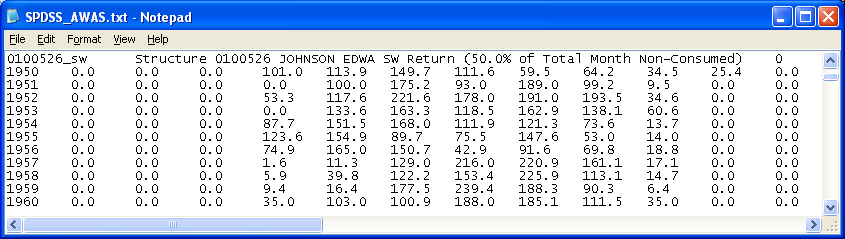 SPDSS_AWAS.txt - Notepad
File Edit Format View Help
0100526_sw Structure 0100526 JOHNSON EDWA SW Return (50.0% of Total Month Non-Consumed) 0
1950 0.0 0.0 0.0 101.0 113.9 149.7 111.6 59.5 64.2 34.5 25.4 0.0
1951 0.0 0.0 0.0 0.0 100.0 175.2 93.0 189.0 99.2 9.5 0.0 0.0
1952 0.0 0.0 0.0 53.3 117.6 221.6 178.0 191.0 193.5 34.6 0.0 0.0
1953 0.0 0.0 0.0 0.0 133.6 163.3 118.5 162.9 138.1 60.6 0.0 0.0
1954 0.0 0.0 0.0 87.7 151.5 168.0 111.9 121.3 73.6 13.7 0.0 0.0
1955 0.0 0.0 0.0 123.6 154.9 89.7 75.5 147.6 53.0 14.0 0.0 0.0
1956 0.0 0.0 0.0 74.9 165.0 150.7 42.9 91.6 69.8 18.8 0.0 0.0
1957 0.0 0.0 0.0 1.6 11.3 129.0 216.0 220.9 161.1 17.1 0.0 0.0
1958 0.0 0.0 0.0 5.9 39.8 122.2 153.4 225.9 113.1 14.7 0.0 0.0
1959 0.0 0.0 0.0 9.4 16.4 177.5 239.4 188.3 90.3 6.4 0.0 0.0
1960 0.0 0.0 0.0 35.0 103.0 100.9 188.0 185.1 111.5 35.0 0.0 0.0